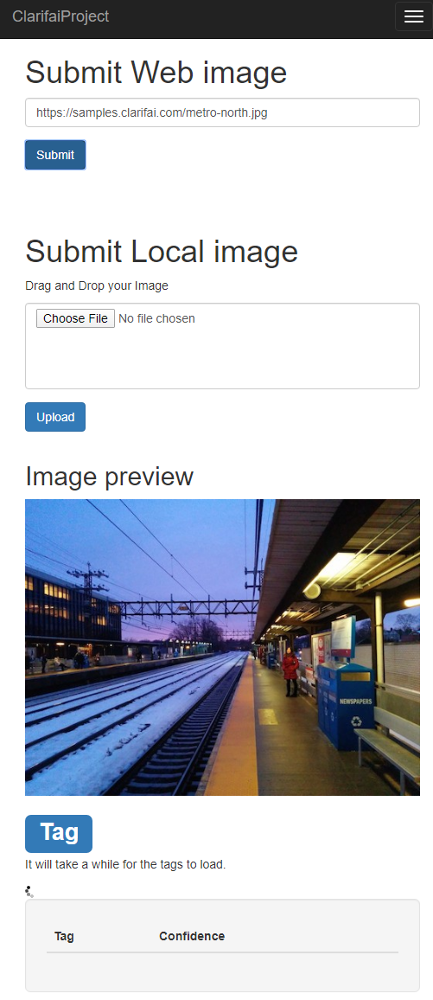 ClarifaiProject
Submit Web image
https://samples.clarifai.com/metro-north.jpg
Submit
Submit Local image
Drag and Drop your Image
Choose File No file chosen
Upload
Image preview
NEWSPAPERS
Tag
It will take a while for the tags to load.
Tag Confidence